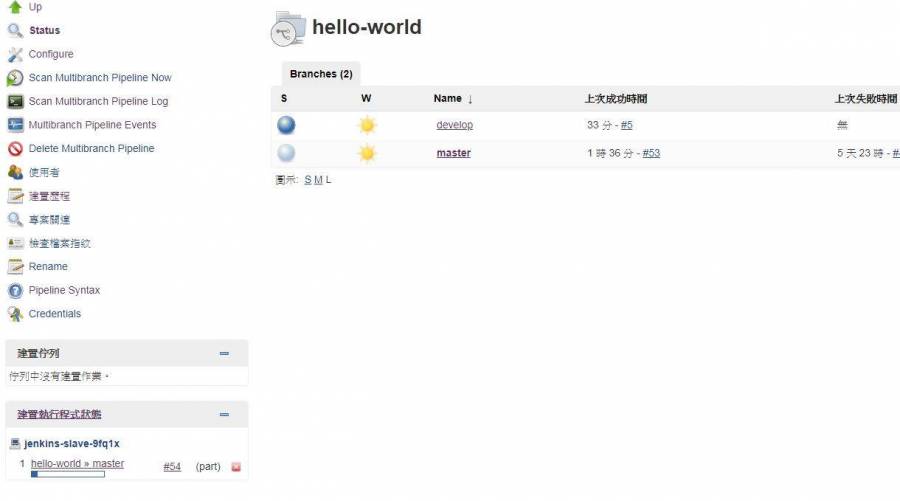 Up
Status
Configure
Scan Multibranch Pipeline Now
Scan Multibranch Pipeline Log
Multibranch Pipeline Events
Delete Multibranch Pipeline
使用者
建置歷程
專案關連
檢查檔案指紋
Rename
Pipeline Syntax
Credentials
建置佇列
佇列中沒有建置作業。
建置執行程式狀態
jenkins-slave-9fq1x
1 hello-world » master #54 (part)
hello-world
Branches (2)
S W Name ↓ 上次成功時間 上次失敗時間
develop 33 分 - #5 無
master 1 時 36 分 - #53 5 天 23 時 -
圖示: S M L